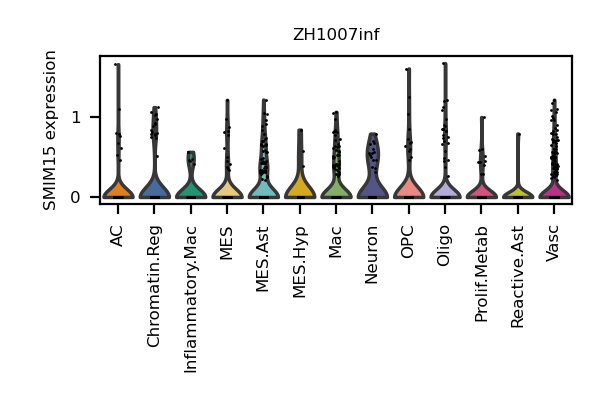 ZH1007inf
SMIM15 expression
1
0
AC
Chromatin.Reg
Inflammatory.Mac
MES
MES.Ast
MES.Hyp
Mac
Neuron
OPC
Oligo
Prolif.Metab
Reactive.Ast
Vasc